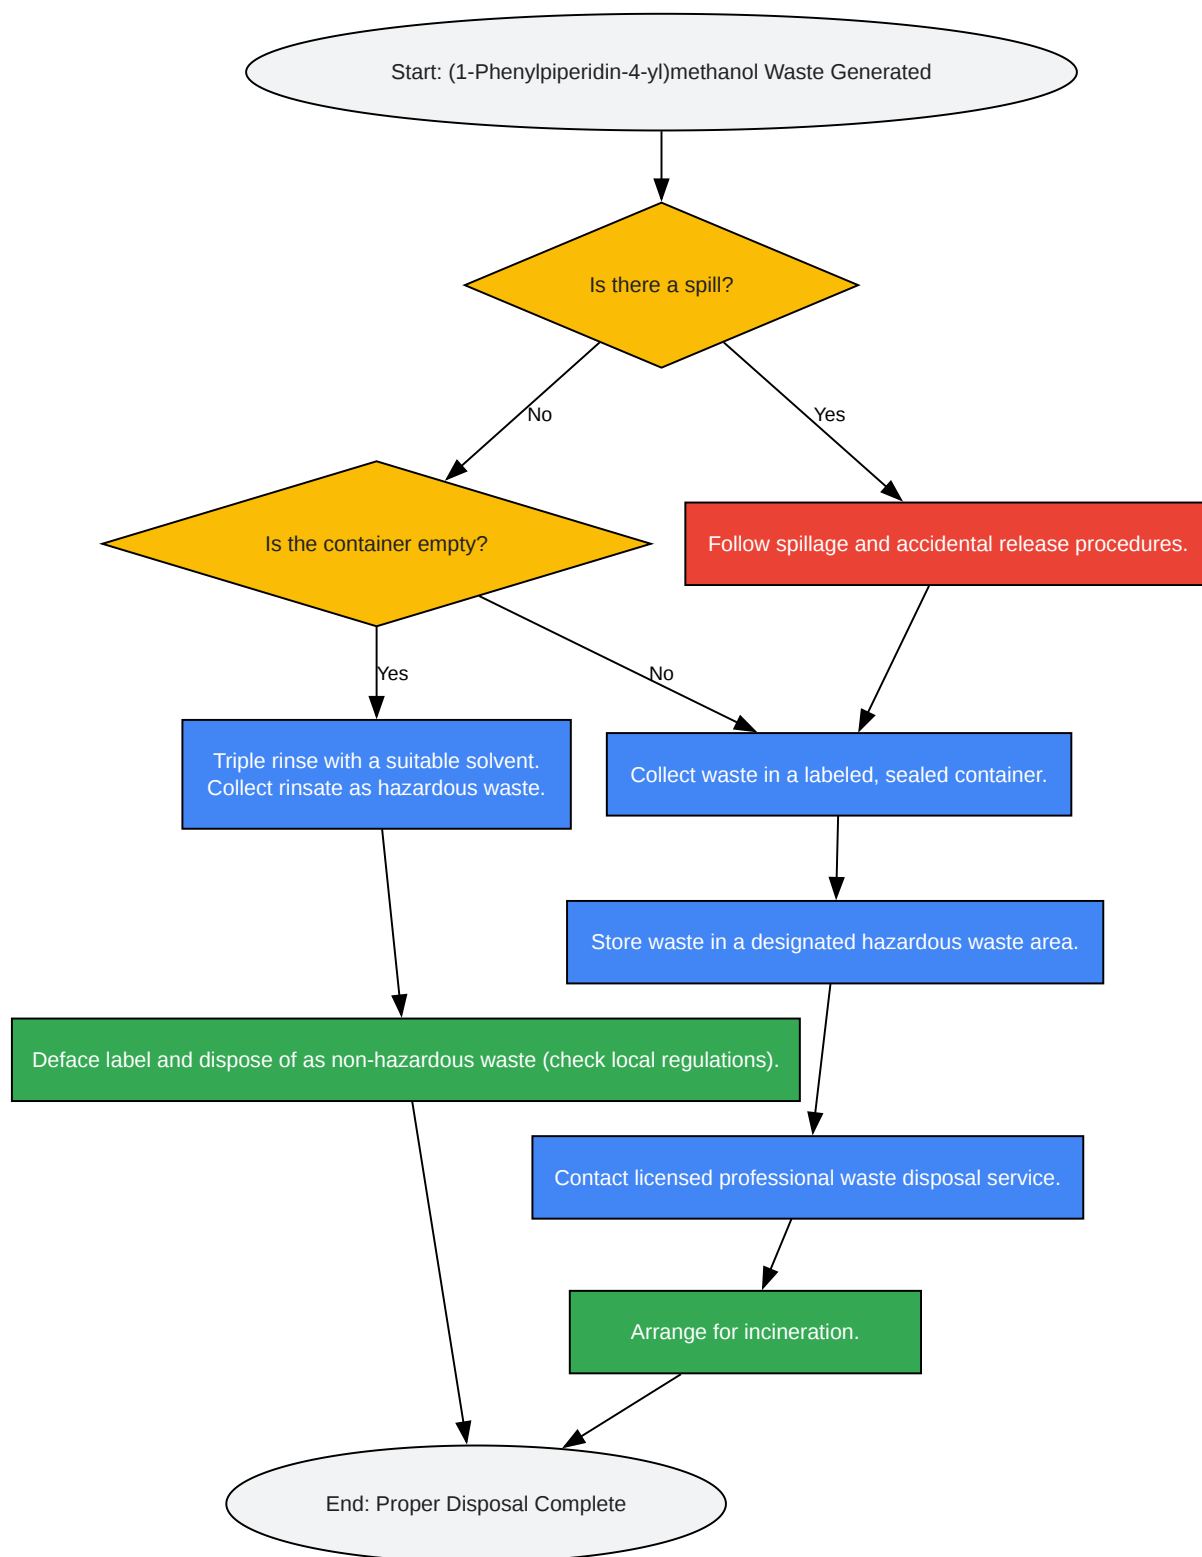 Start: (1-Phenylpiperidin-4-yl)methanol Waste Generated
Is there a spill?
No
Yes
Is the container empty?
Follow spillage and accidental release procedures.
Yes
No
Triple rinse with a suitable solvent.
Collect rinsate as hazardous waste.
Collect waste in a labeled, sealed container.
Store waste in a designated hazardous waste area.
Deface label and dispose of as non-hazardous waste (check local regulations).
Contact licensed professional waste disposal service.
Arrange for incineration.
End: Proper Disposal Complete